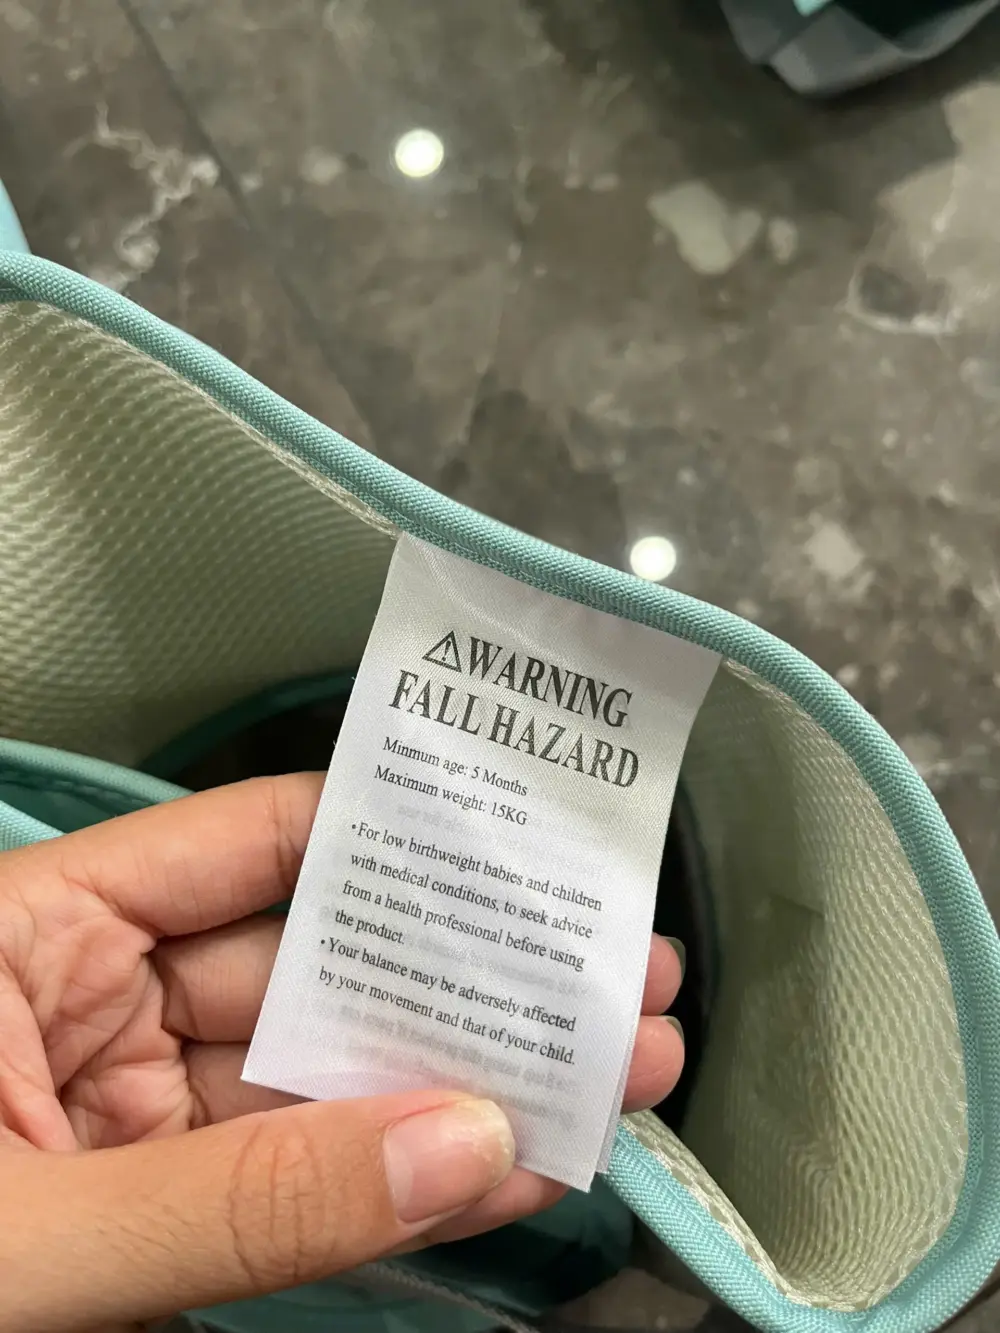 ⚠WARNING
FALL HAZARD
Minmum age: 5 Months
Maximum weight: 15KG
•For low birthweight babies and children
with medical conditions, to seek advice
from a health professional before using
the product.
•Your balance may be adversely affected
by your movement and that of your child.